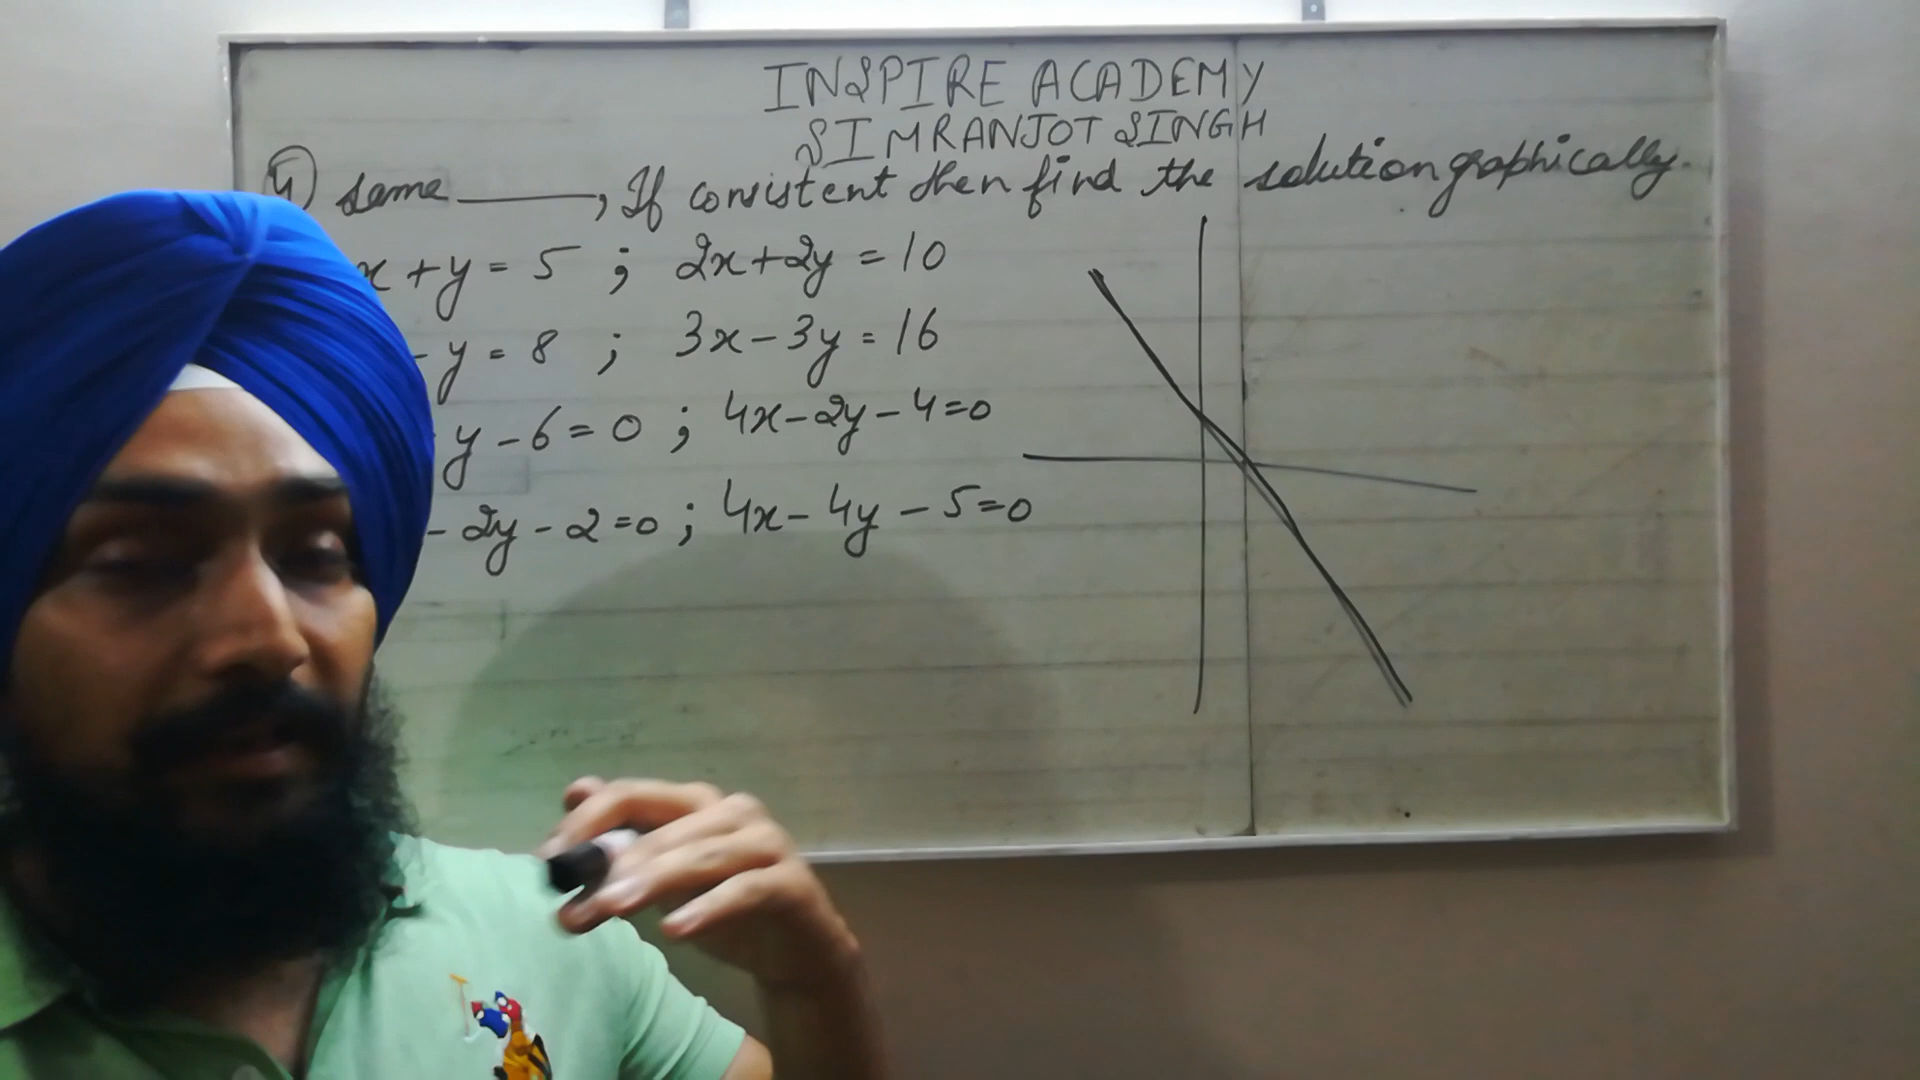 INSPIRE ACADEMY
SIMRANJOT SINGH
4) same ———, If consistent then find the solution graphically.
x + y = 5 ; 2x + 2y = 10
- y = 8 ; 3x - 3y = 16
y - 6 = 0 ; 4x - 2y - 4 = 0
- 2y - 2 = 0 ; 4x - 4y - 5 = 0